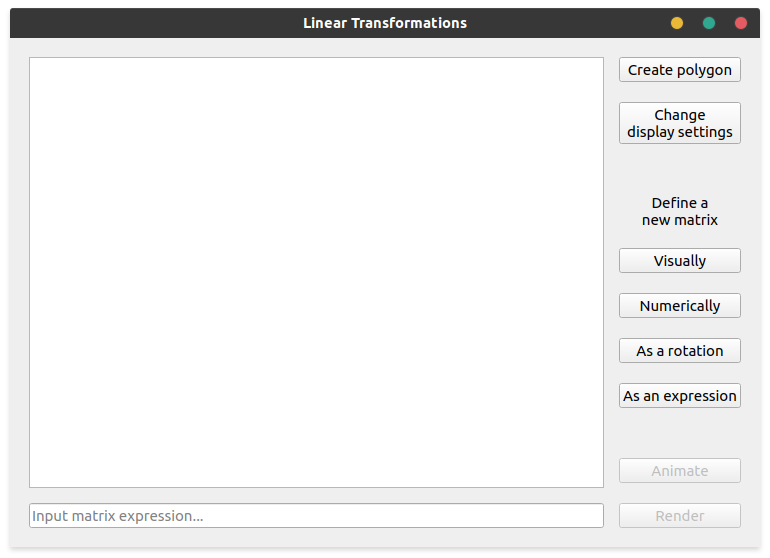 Linear Transformations
Create polygon
Change
display settings
Define a
new matrix
Visually
Numerically
As a rotation
As an expression
Animate
Input matrix expression...
Render